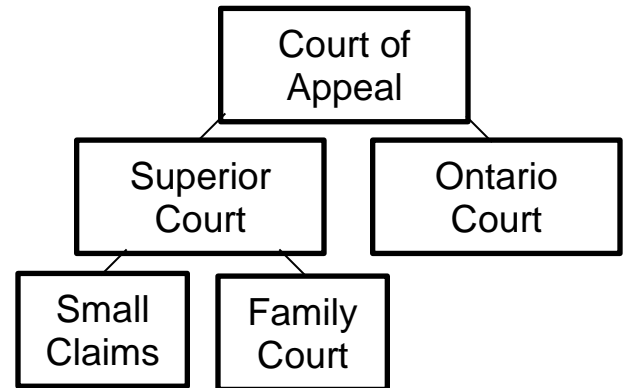 Court of
Appeal
Superior
Court
Ontario
Court
Small
Claims
Family
Court